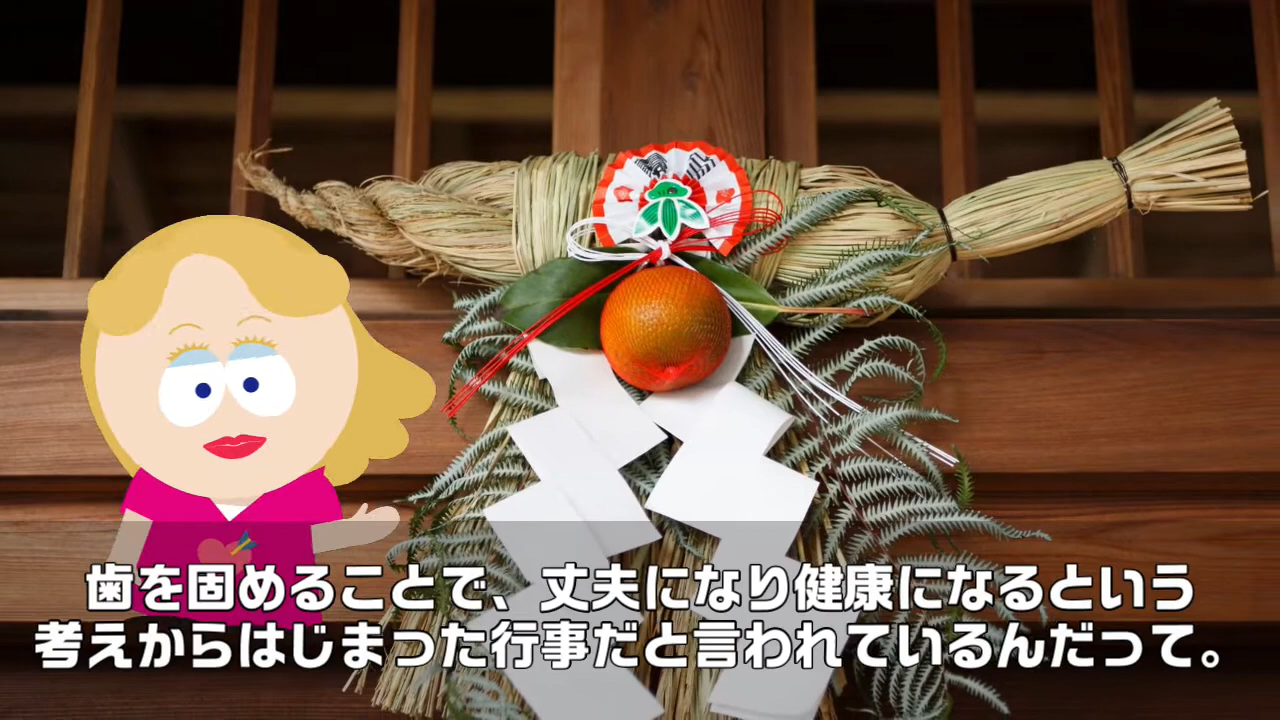 歯を固めることで、丈夫になり健康になるという
考えからはじまった行事だと言われているんだって。